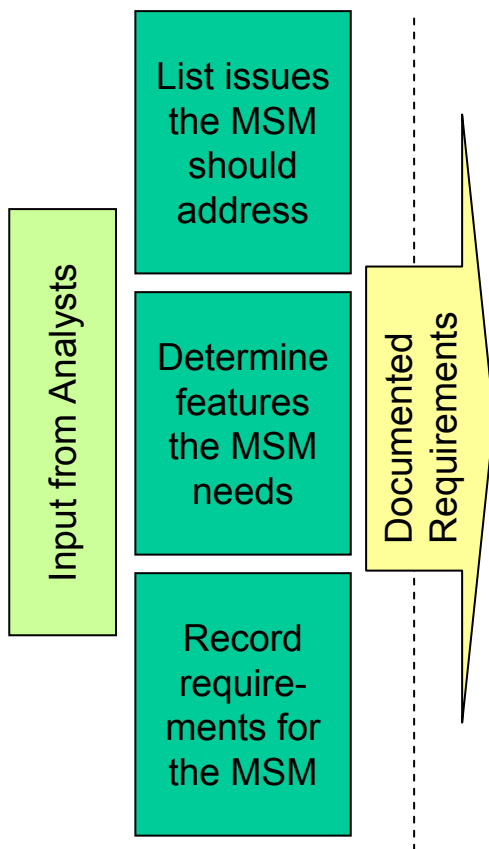 Input from Analysts
List issues
the MSM
should
address
Determine
features
the MSM
needs
Record
require-
ments for
the MSM
Documented
Requirements